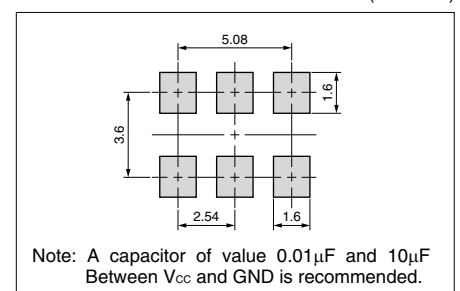 5.08
1.6
3.6
2.54
1.6
Note: A capacitor of value 0.01μF and 10μF
Between Vcc and GND is recommended.